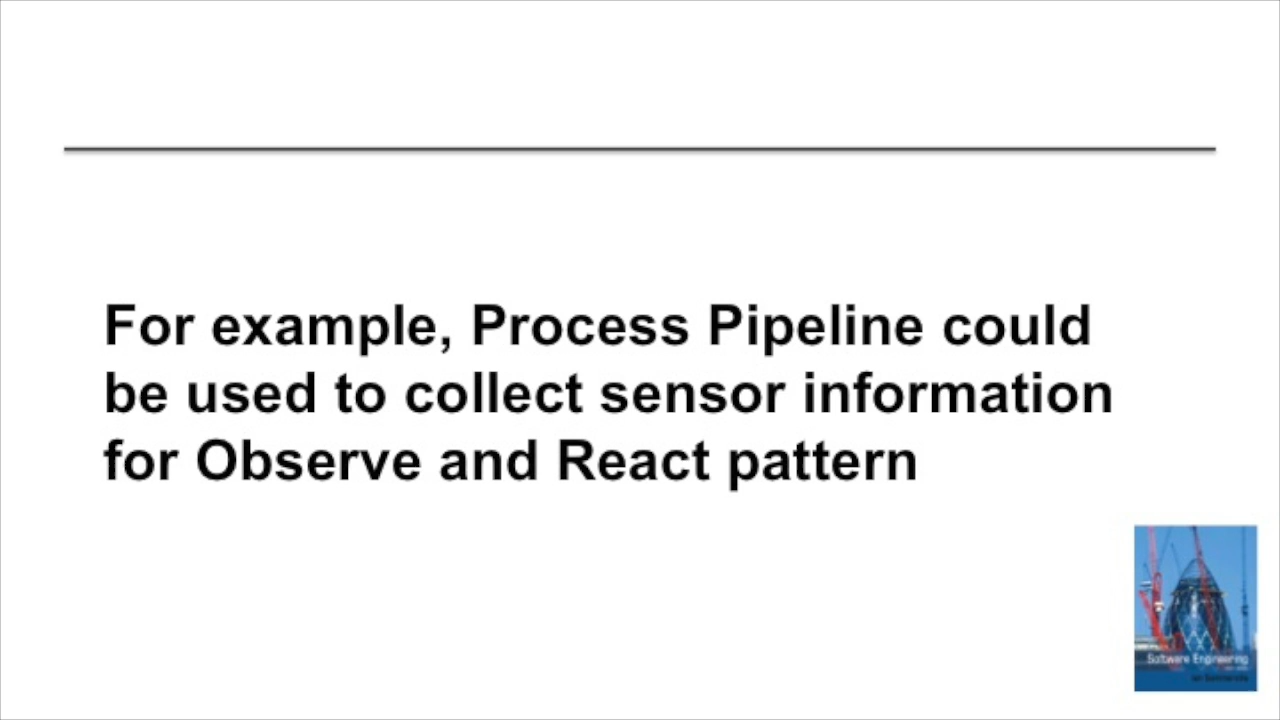 For example, Process Pipeline could
be used to collect sensor information
for Observe and React pattern
Software Engineering